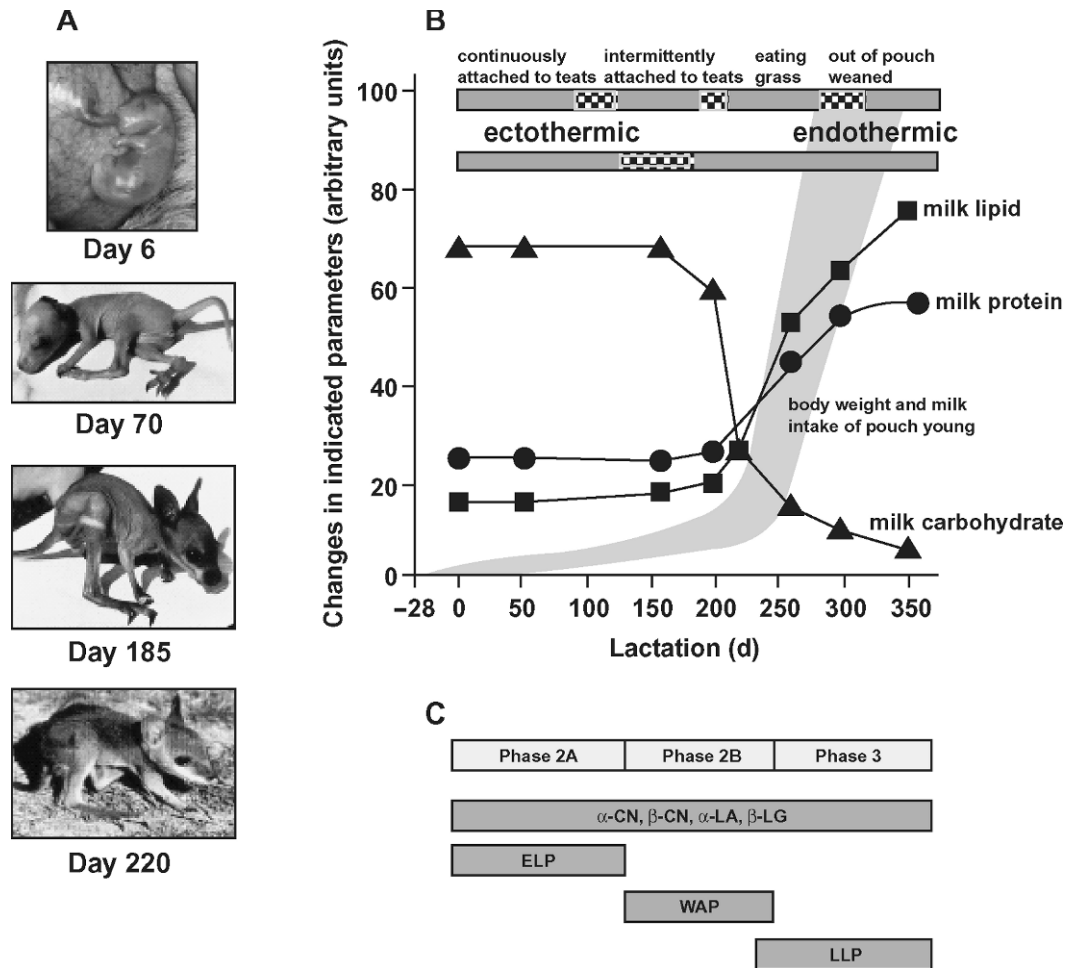 A
Day 6
Day 70
Day 185
Day 220
B
continuously
attached to teats
intermittently
attached to teats
eating
grass
out of pouch
weaned
ectothermic
endothermic
Changes in indicated parameters (arbitrary units)
100
80
60
40
20
0
milk lipid
milk protein
body weight and milk
intake of pouch young
milk carbohydrate
−28 0 50 100 150 200 250 300 350
Lactation (d)
C
Phase 2A Phase 2B Phase 3
α-CN, β-CN, α-LA, β-LG
ELP
WAP
LLP